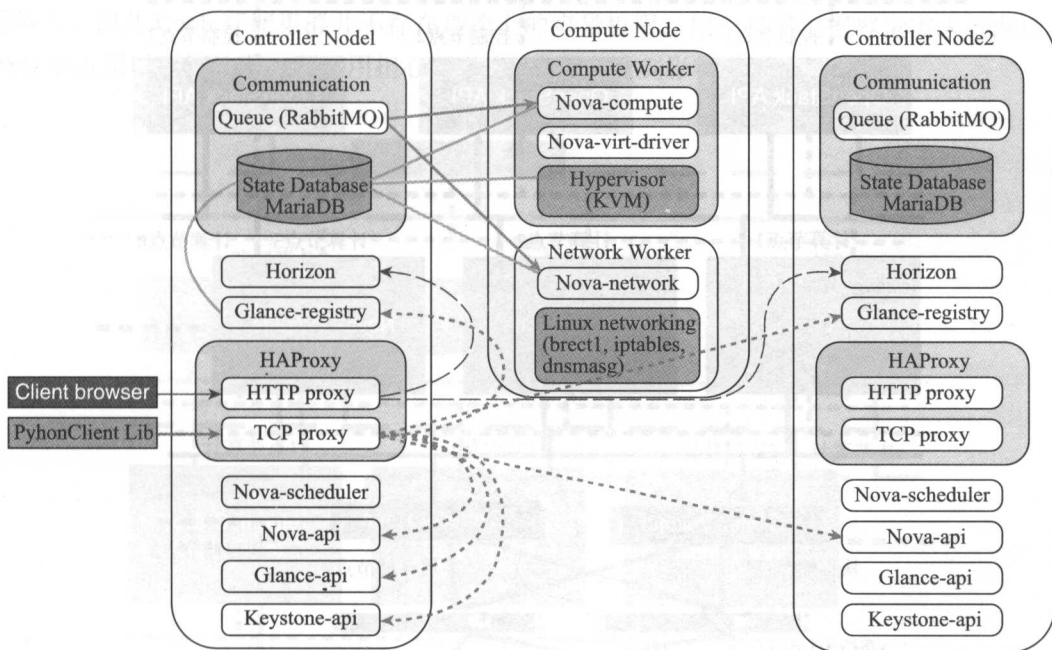 Controller Nodel
Communication
Queue (RabbitMQ)
State Database
MariaDB
Horizon
Glance-registry
HAProxy
HTTP proxy
TCP proxy
Nova-scheduler
Nova-api
Glance-api
Keystone-api
Client browser
PyhonClient Lib
Compute Node
Compute Worker
Nova-compute
Nova-virt-driver
Hypervisor
(KVM)
Network Worker
Nova-network
Linux networking
(brect1, iptables,
dnsmasg)
Controller Node2
Communication
Queue (RabbitMQ)
State Database
MariaDB
Horizon
Glance-registry
HAProxy
HTTP proxy
TCP proxy
Nova-scheduler
Nova-api
Glance-api
Keystone-api